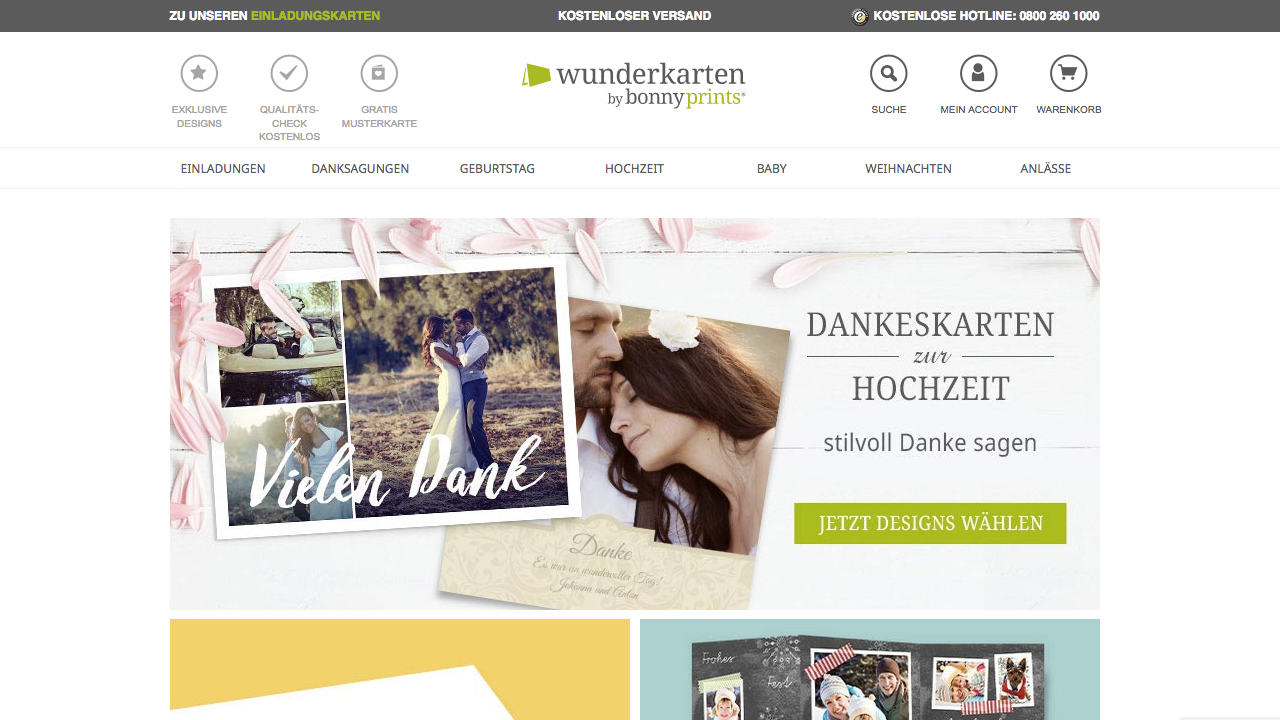 ZU UNSEREN EINLADUNGSKARTEN
KOSTENLOSER VERSAND
KOSTENLOSE HOTLINE: 0800 260 1000
EXKLUSIVE
DESIGNS
QUALITÄTS-
CHECK
KOSTENLOS
GRATIS
MUSTERKARTE
wunderkarten
by bonnyprints®
SUCHE
MEIN ACCOUNT
WARENKORB
EINLADUNGEN
DANKSAGUNGEN
GEBURTSTAG
HOCHZEIT
BABY
WEIHNACHTEN
ANLÄSSE
Vielen Dank
Danke
Es war ein wundervoller Tag!
Johanna und Anton
DANKESKARTEN
zur
HOCHZEIT
stilvoll Danke sagen
JETZT DESIGNS WÄHLEN
Frohes
Fest